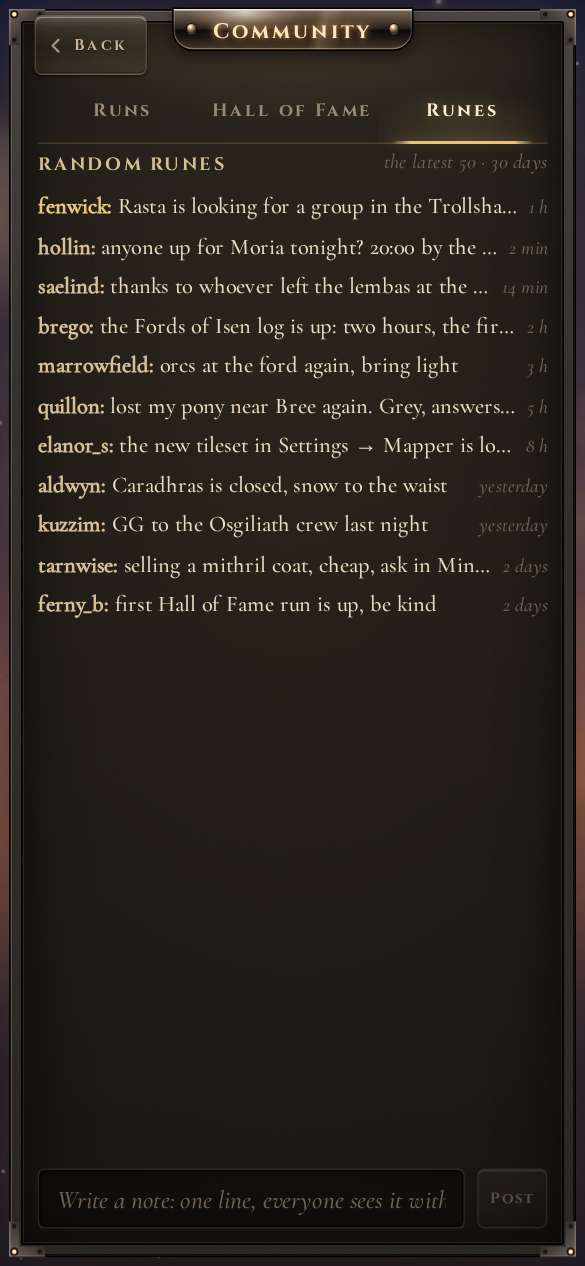 Community
Back
Runs Hall of Fame Runes
RANDOM RUNES the latest 50 · 30 days
fenwick: Rasta is looking for a group in the Trollsha... 1 h
hollin: anyone up for Moria tonight? 20:00 by the ... 2 min
saelind: thanks to whoever left the lembas at the ... 14 min
brego: the Fords of Isen log is up: two hours, the fir... 2 h
marrowfield: orcs at the ford again, bring light 3 h
quillon: lost my pony near Bree again. Grey, answers... 5 h
elanor_s: the new tileset in Settings → Mapper is lo... 8 h
aldwyn: Caradhras is closed, snow to the waist yesterday
kuzzim: GG to the Osgiliath crew last night yesterday
tarnwise: selling a mithril coat, cheap, ask in Min... 2 days
ferny_b: first Hall of Fame run is up, be kind 2 days
Write a note: one line, everyone sees it with Post